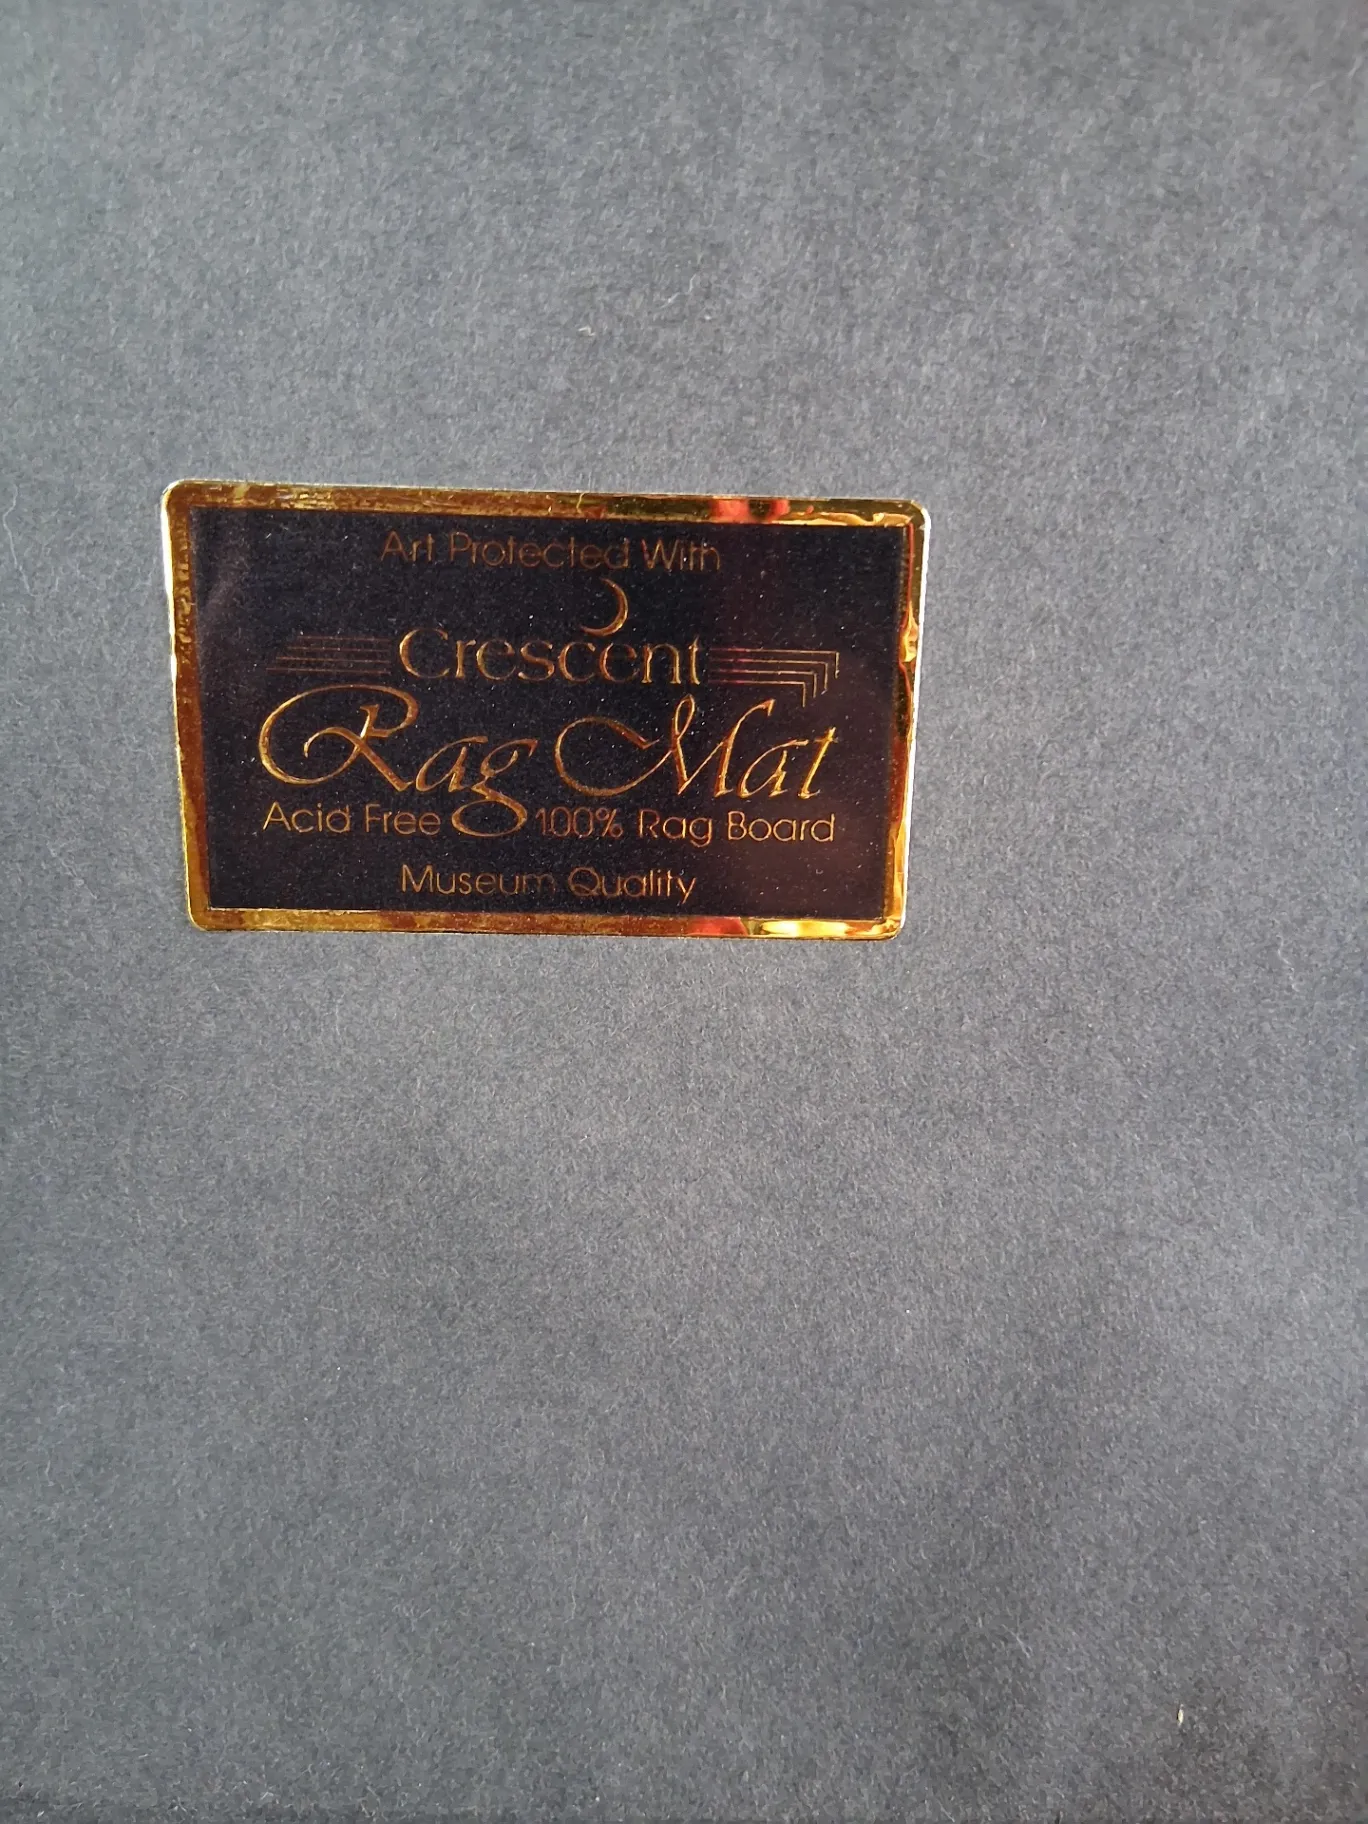 Art Protected With
Crescent
Rag Mat
Acid Free 100% Rag Board
Museum Quality